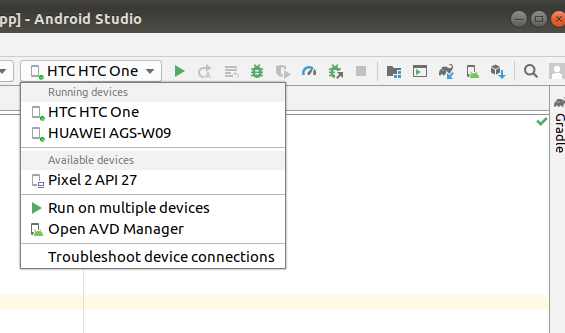 pp] - Android Studio
HTC HTC One
Running devices
HTC HTC One
HUAWEI AGS-W09
Available devices
Pixel 2 API 27
Run on multiple devices
Open AVD Manager
Troubleshoot device connections
Gradle